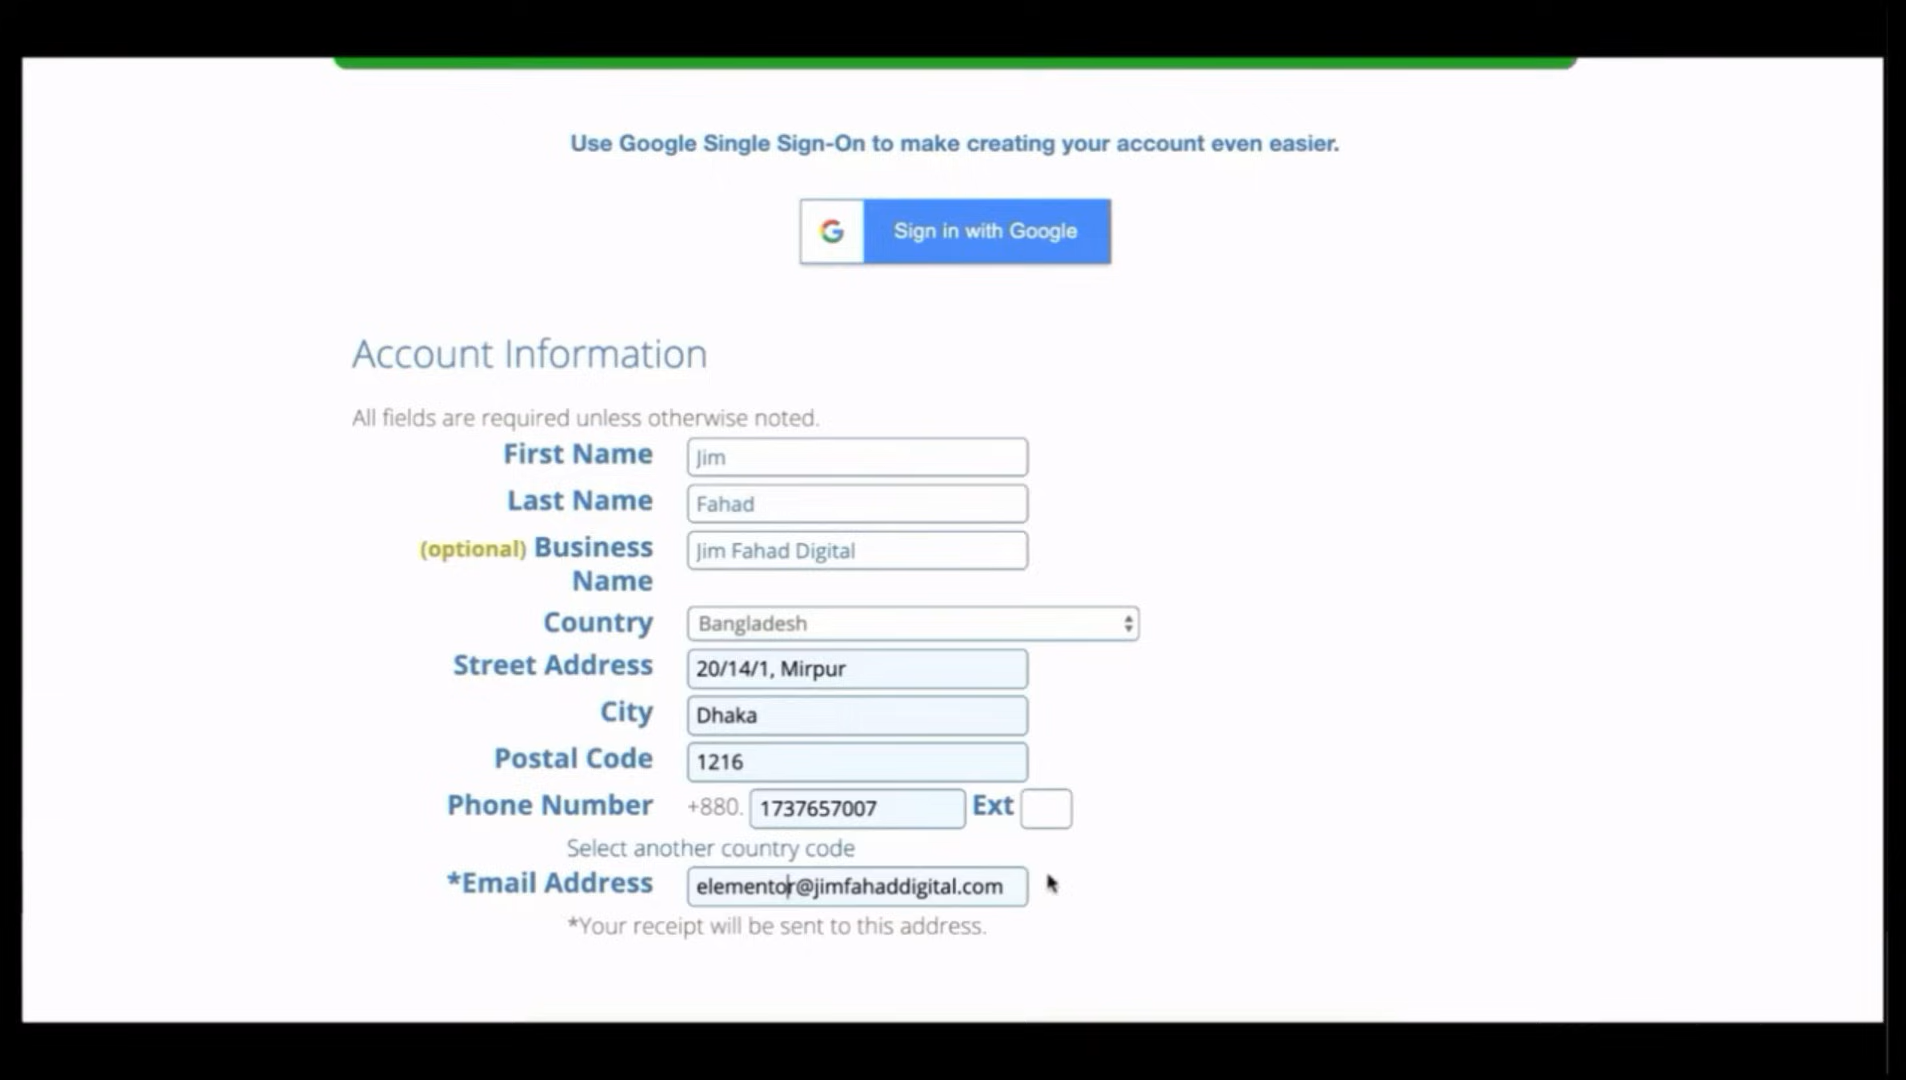 Use Google Single Sign-On to make creating your account even easier.
G Sign in with Google
Account Information
All fields are required unless otherwise noted.
First Name Jim
Last Name Fahad
(optional) Business Name Jim Fahad Digital
Country Bangladesh
Street Address 20/14/1, Mirpur
City Dhaka
Postal Code 1216
Phone Number +880. 1737657007 Ext
Select another country code
*Email Address elementor@jimfahaddigital.com
*Your receipt will be sent to this address.